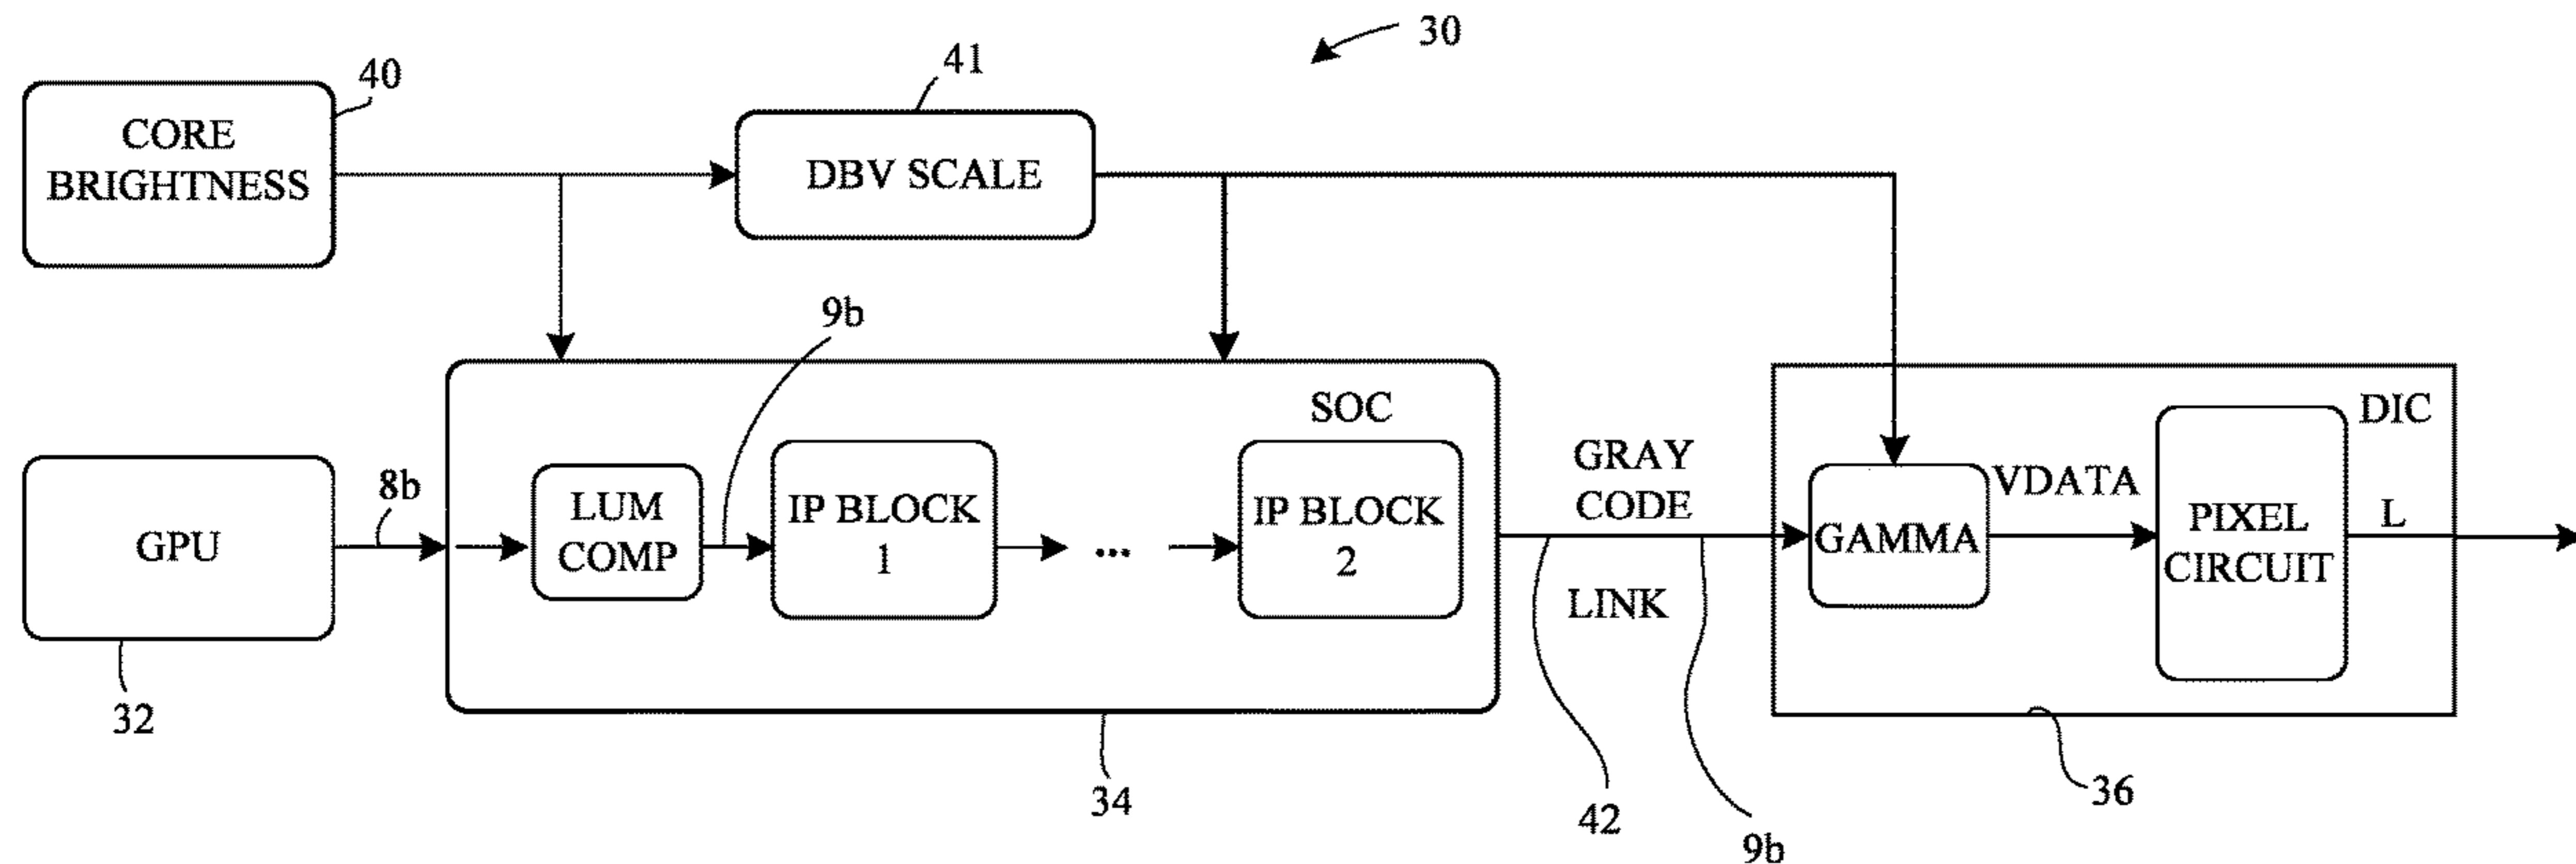 30
40
41
CORE
BRIGHTNESS
DBV SCALE
9b
SOC
DIC
GPU
8b
LUM
COMP
IP BLOCK
1
...
IP BLOCK
2
GRAY
CODE
LINK
GAMMA
VDATA
PIXEL
CIRCUIT
L
32
34
42
9b
36